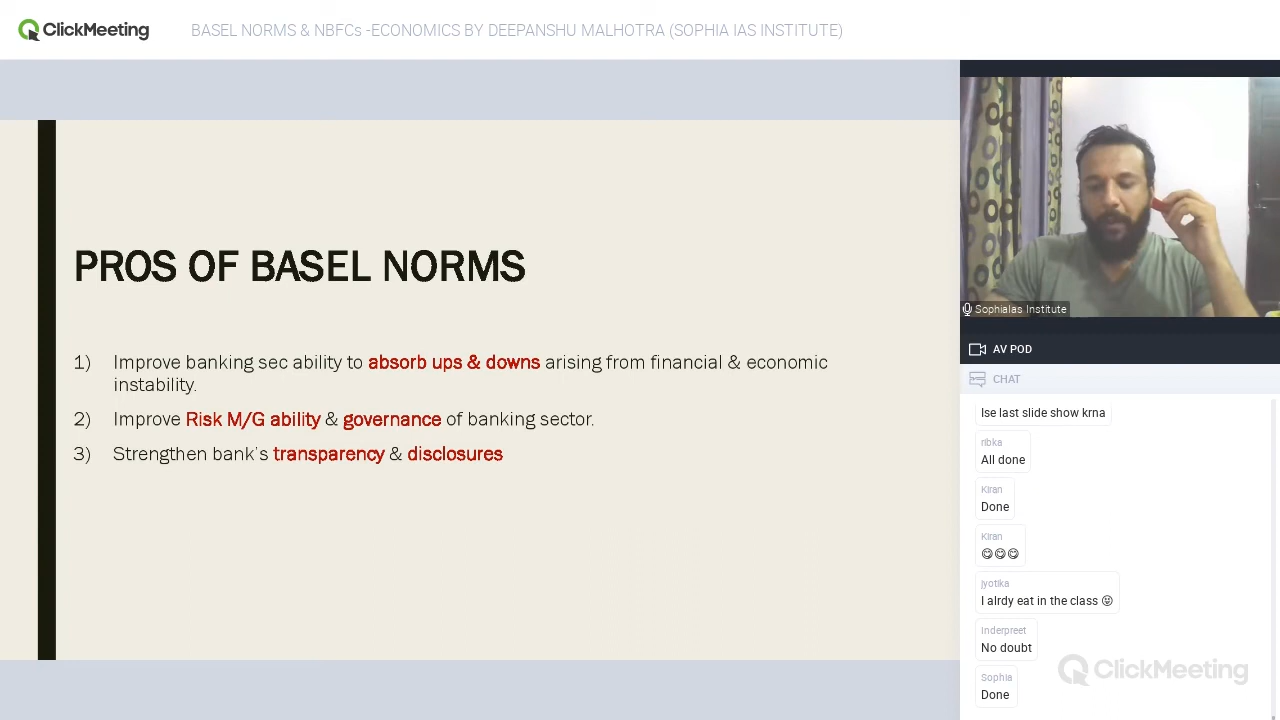 ClickMeeting
BASEL NORMS & NBFCs -ECONOMICS BY DEEPANSHU MALHOTRA (SOPHIA IAS INSTITUTE)
PROS OF BASEL NORMS
1) Improve banking sec ability to absorb ups & downs arising from financial & economic
instability.
2) Improve Risk M/G ability & governance of banking sector.
3) Strengthen bank's transparency & disclosures
SophiaIas Institute
AV POD
CHAT
Ise last slide show krna
ribka
All done
Kiran
Done
Kiran
😋😋😋
jyotika
I alrdy eat in the class 😝
Inderpreet
No doubt
Sophia
Done
ClickMeeting